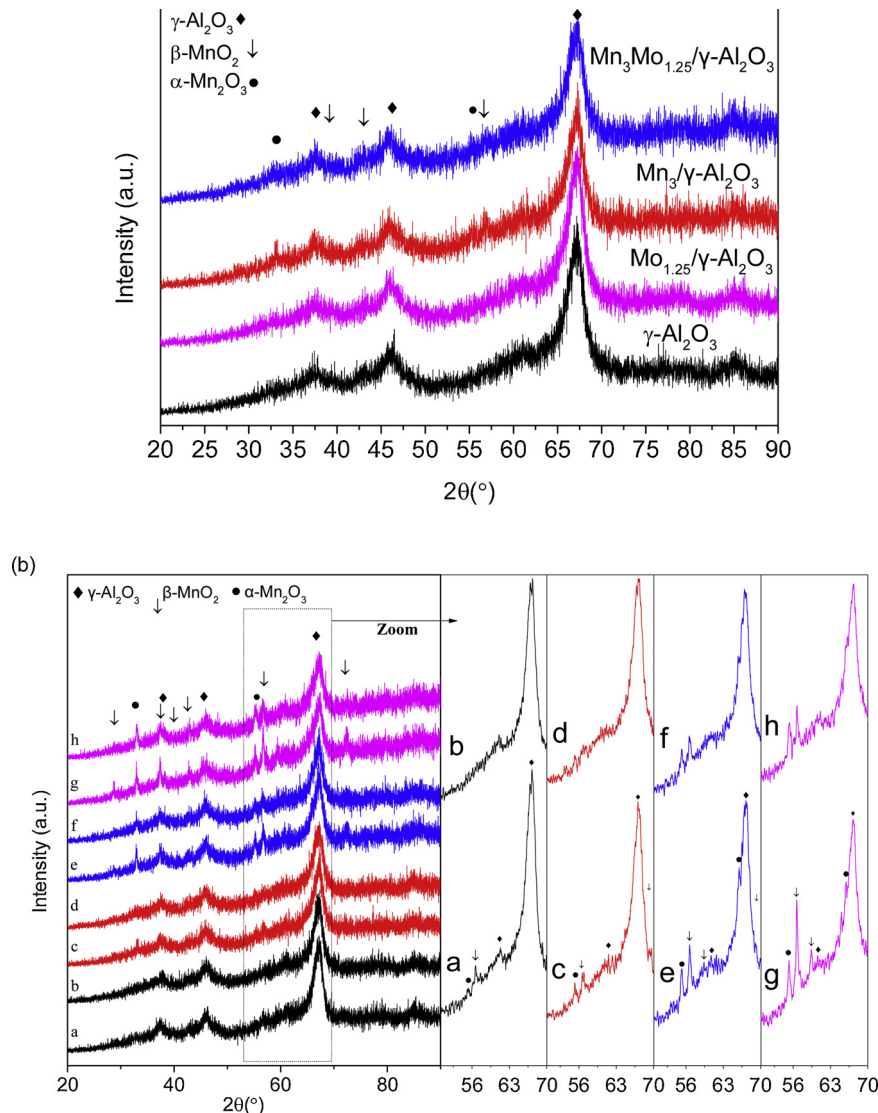 γ-Al₂O₃ ◆
β-MnO₂ ↓
α-Mn₂O₃ ●
Mn₃Mo₁.₂₅/γ-Al₂O₃
Mn₃/γ-Al₂O₃
Mo₁.₂₅/γ-Al₂O₃
γ-Al₂O₃
Intensity (a.u.)
20 25 30 35 40 45 50 55 60 65 70 75 80 85 90
2θ(°)
(b)
◆ γ-Al₂O₃ ↓ β-MnO₂ ● α-Mn₂O₃
Zoom
h
g
f
e
d
c
b
a
b d f h
a c e g
Intensity (a.u.)
20 40 60 80 56 63 70 56 63 70 56 63 70 56 63 70
2θ(°)